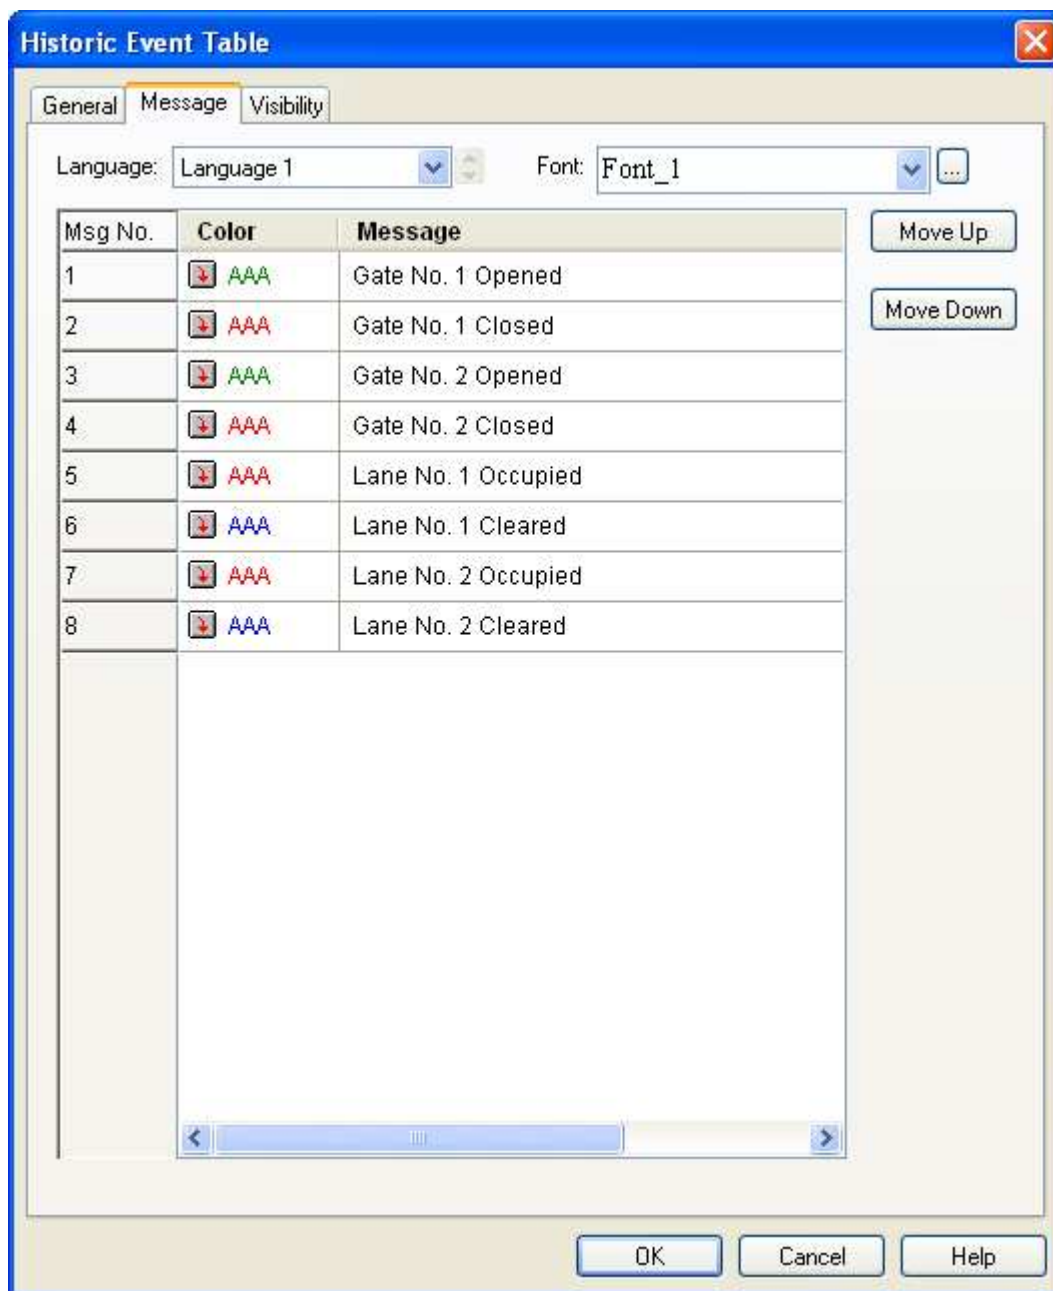 Historic Event Table
General Message Visibility
Language: Language 1 Font: Font_1 ...
Msg No. Color Message Move Up
1 AAA Gate No. 1 Opened
2 AAA Gate No. 1 Closed Move Down
3 AAA Gate No. 2 Opened
4 AAA Gate No. 2 Closed
5 AAA Lane No. 1 Occupied
6 AAA Lane No. 1 Cleared
7 AAA Lane No. 2 Occupied
8 AAA Lane No. 2 Cleared
OK Cancel Help